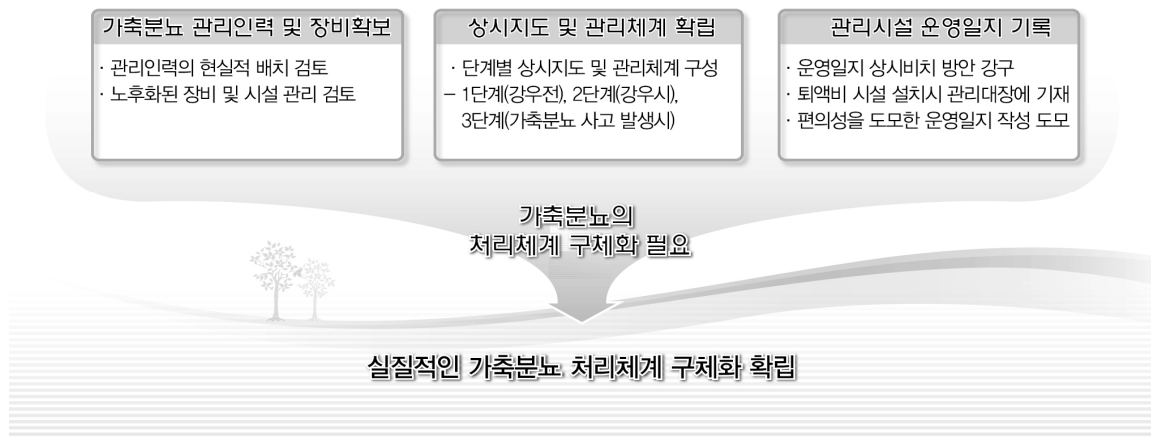 가축분뇨 관리인력 및 장비확보
· 관리인력의 현실적 배치 검토
· 노후화된 장비 및 시설 관리 검토
상시지도 및 관리체계 확립
· 단계별 상시지도 및 관리체계 구성
– 1단계(강우전), 2단계(강우시),
3단계(가축분뇨 사고 발생시)
관리시설 운영일지 기록
· 운영일지 상시비치 방안 강구
· 퇴액비 시설 설치시 관리대장에 기재
· 편의성을 도모한 운영일지 작성 도모
가축분뇨의
처리체계 구체화 필요
실질적인 가축분뇨 처리체계 구체화 확립